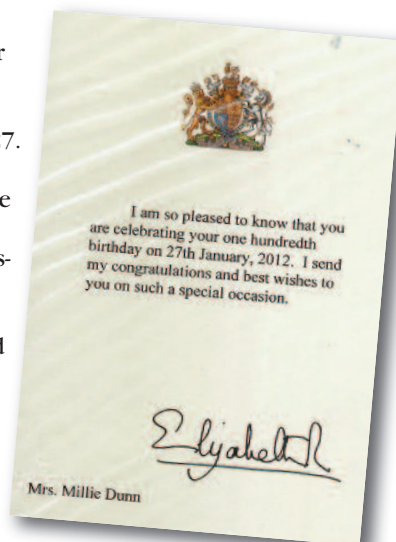 r
7.
e
s-
d
I am so pleased to know that you
are celebrating your one hundredth
birthday on 27th January, 2012. I send
my congratulations and best wishes to
you on such a special occasion.
Elizabeth R
Mrs. Millie Dunn